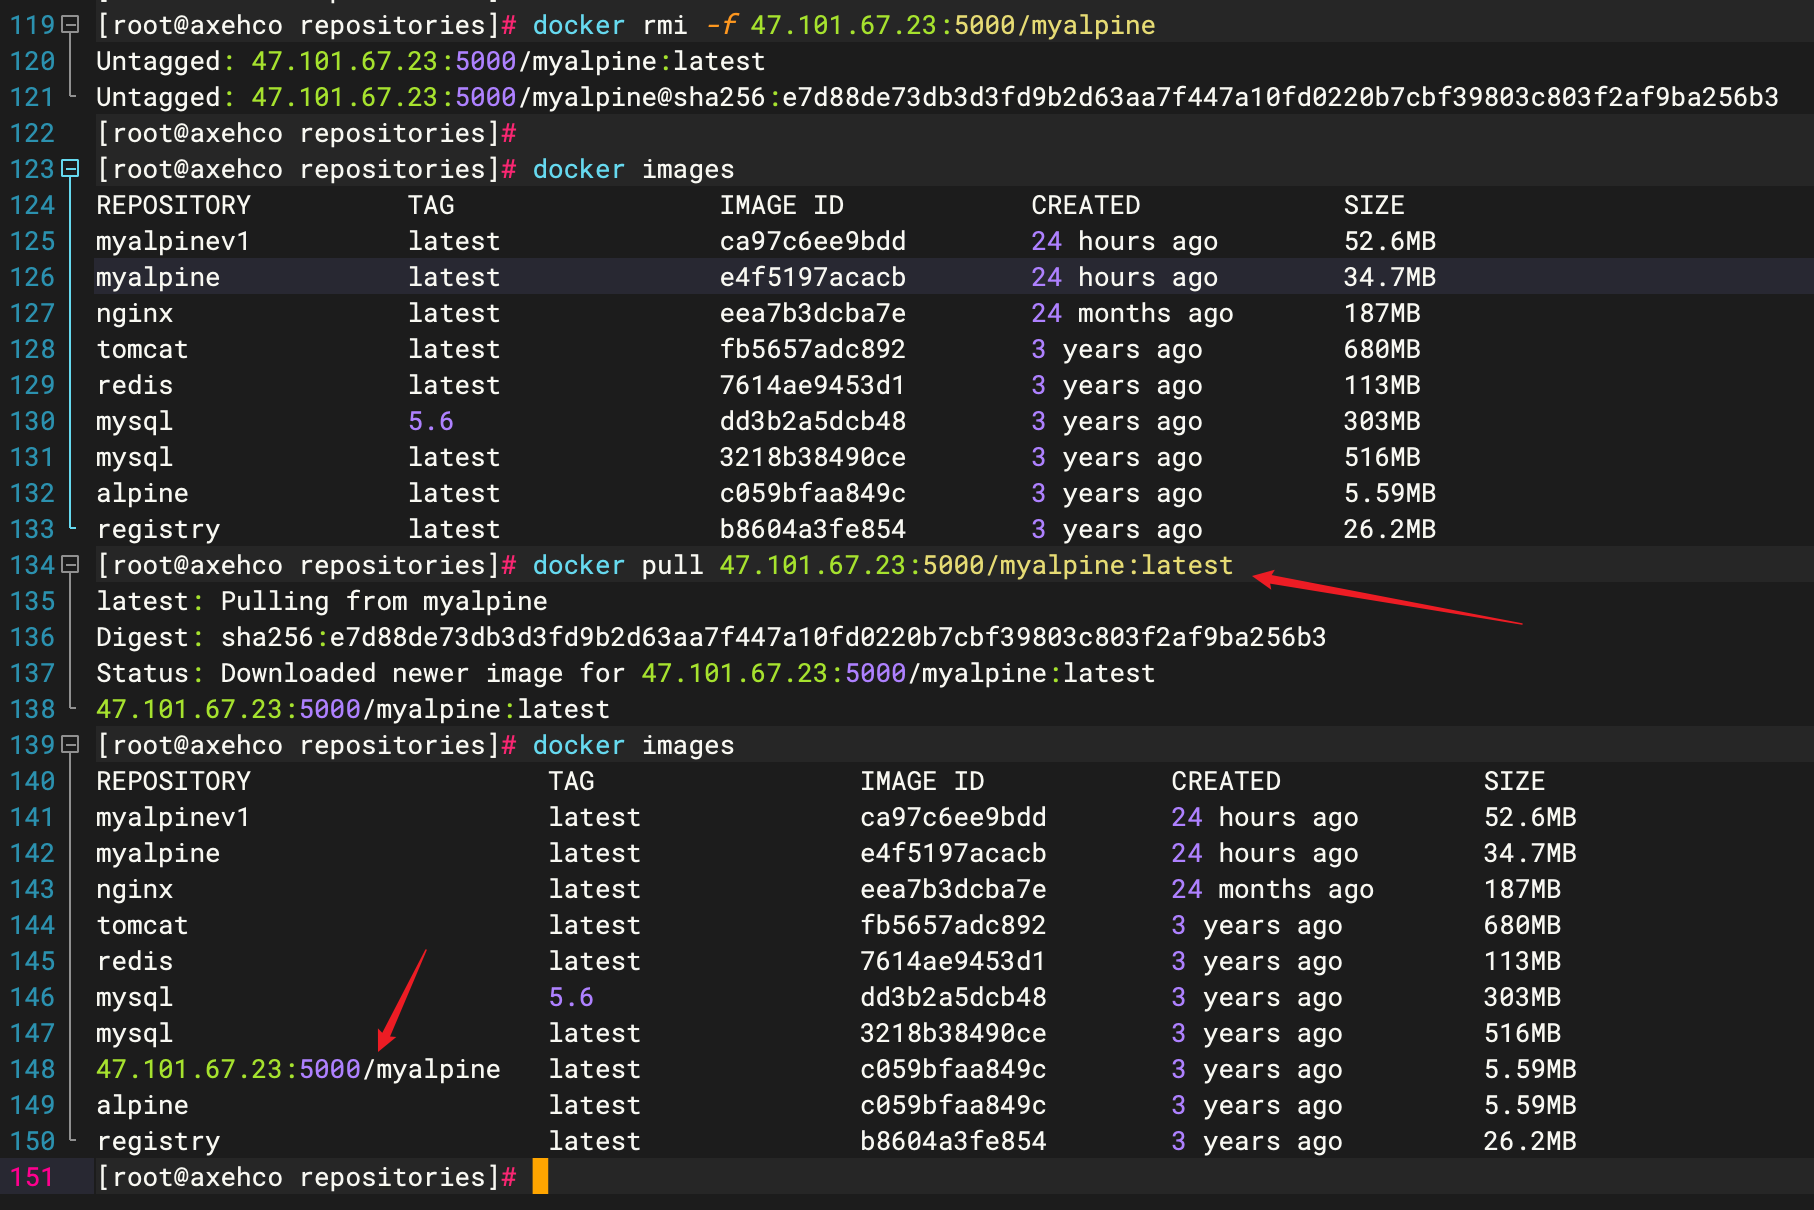 119 [root@axehco repositories]# docker rmi -f 47.101.67.23:5000/myalpine
120 Untagged: 47.101.67.23:5000/myalpine:latest
121 Untagged: 47.101.67.23:5000/myalpine@sha256:e7d88de73db3d3fd9b2d63aa7f447a10fd0220b7cbf39803c803f2af9ba256b3
122 [root@axehco repositories]#
123 [root@axehco repositories]# docker images
124 REPOSITORY TAG IMAGE ID CREATED SIZE
125 myalpinev1 latest ca97c6ee9bdd 24 hours ago 52.6MB
126 myalpine latest e4f5197acacb 24 hours ago 34.7MB
127 nginx latest eea7b3dcba7e 24 months ago 187MB
128 tomcat latest fb5657adc892 3 years ago 680MB
129 redis latest 7614ae9453d1 3 years ago 113MB
130 mysql 5.6 dd3b2a5dcb48 3 years ago 303MB
131 mysql latest 3218b38490ce 3 years ago 516MB
132 alpine latest c059bfaa849c 3 years ago 5.59MB
133 registry latest b8604a3fe854 3 years ago 26.2MB
134 [root@axehco repositories]# docker pull 47.101.67.23:5000/myalpine:latest
135 latest: Pulling from myalpine
136 Digest: sha256:e7d88de73db3d3fd9b2d63aa7f447a10fd0220b7cbf39803c803f2af9ba256b3
137 Status: Downloaded newer image for 47.101.67.23:5000/myalpine:latest
138 47.101.67.23:5000/myalpine:latest
139 [root@axehco repositories]# docker images
140 REPOSITORY TAG IMAGE ID CREATED SIZE
141 myalpinev1 latest ca97c6ee9bdd 24 hours ago 52.6MB
142 myalpine latest e4f5197acacb 24 hours ago 34.7MB
143 nginx latest eea7b3dcba7e 24 months ago 187MB
144 tomcat latest fb5657adc892 3 years ago 680MB
145 redis latest 7614ae9453d1 3 years ago 113MB
146 mysql 5.6 dd3b2a5dcb48 3 years ago 303MB
147 mysql latest 3218b38490ce 3 years ago 516MB
148 47.101.67.23:5000/myalpine latest c059bfaa849c 3 years ago 5.59MB
149 alpine latest c059bfaa849c 3 years ago 5.59MB
150 registry latest b8604a3fe854 3 years ago 26.2MB
151 [root@axehco repositories]#